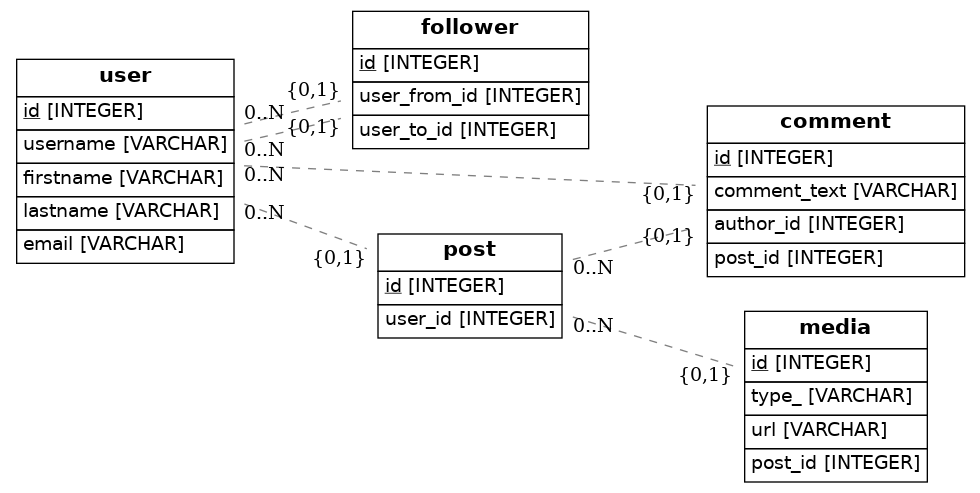 user
id [INTEGER]
username [VARCHAR]
firstname [VARCHAR]
lastname [VARCHAR]
email [VARCHAR]
follower
id [INTEGER]
user_from_id [INTEGER]
user_to_id [INTEGER]
{0,1}
0..N
{0,1}
0..N
0..N
{0,1}
0..N
{0,1}
post
id [INTEGER]
user_id [INTEGER]
{0,1}
0..N
0..N
{0,1}
comment
id [INTEGER]
comment_text [VARCHAR]
author_id [INTEGER]
post_id [INTEGER]
media
id [INTEGER]
type_ [VARCHAR]
url [VARCHAR]
post_id [INTEGER]